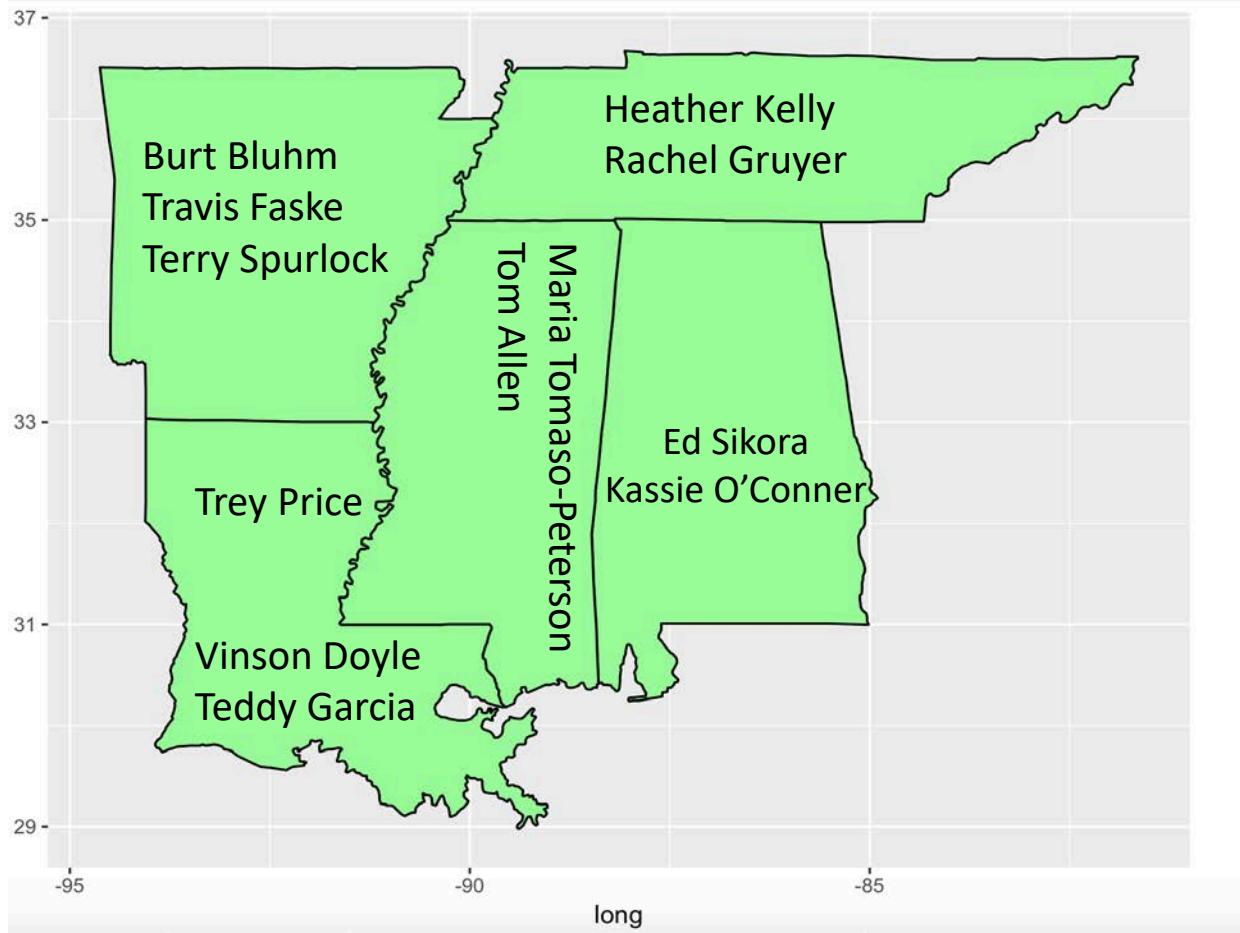 37
35
33
31
29
Burt Bluhm
Travis Faske
Terry Spurlock
Heather Kelly
Rachel Gruyer
Maria Tomaso-Peterson
Tom Allen
Ed Sikora
Kassie O’Conner
Trey Price
Vinson Doyle
Teddy Garcia
-95
-90
-85
long